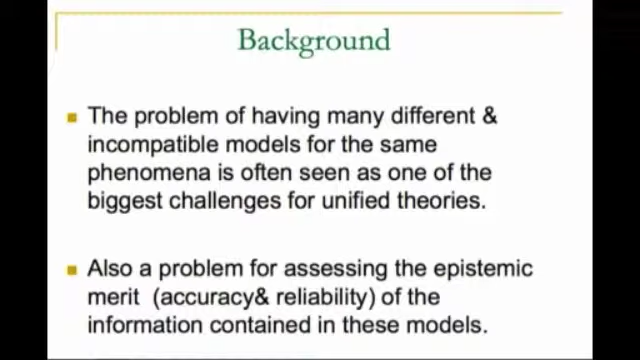 Background
The problem of having many different &
incompatible models for the same
phenomena is often seen as one of the
biggest challenges for unified theories.
Also a problem for assessing the epistemic
merit (accuracy& reliability) of the
information contained in these models.